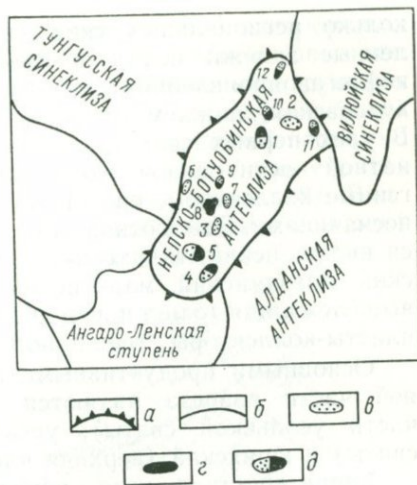 ТУНГУССКАЯ
СИНЕКЛИЗА
НЕПСКО-БОТУОБИНСКАЯ
АНТЕКЛИЗА
ВИЛЮЙСКАЯ
СИНЕКЛИЗА
АЛДАНСКАЯ
АНТЕКЛИЗА
Ангаро-Ленская
ступень
12
10
2
1
11
6
9
7
8
3
5
4
а
б
в
г
д